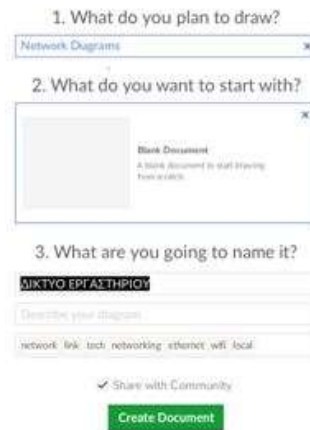 1. What do you plan to draw?
Network Diagrams ×
2. What do you want to start with?
×
Blank Document
A blank document to start drawing
from scratch.
3. What are you going to name it?
ΔΙΚΤΥΟ ΕΡΓΑΣΤΗΡΙΟΥ
Describe your diagram
network link tech networking ethernet wifi local
✓ Share with Community
Create Document